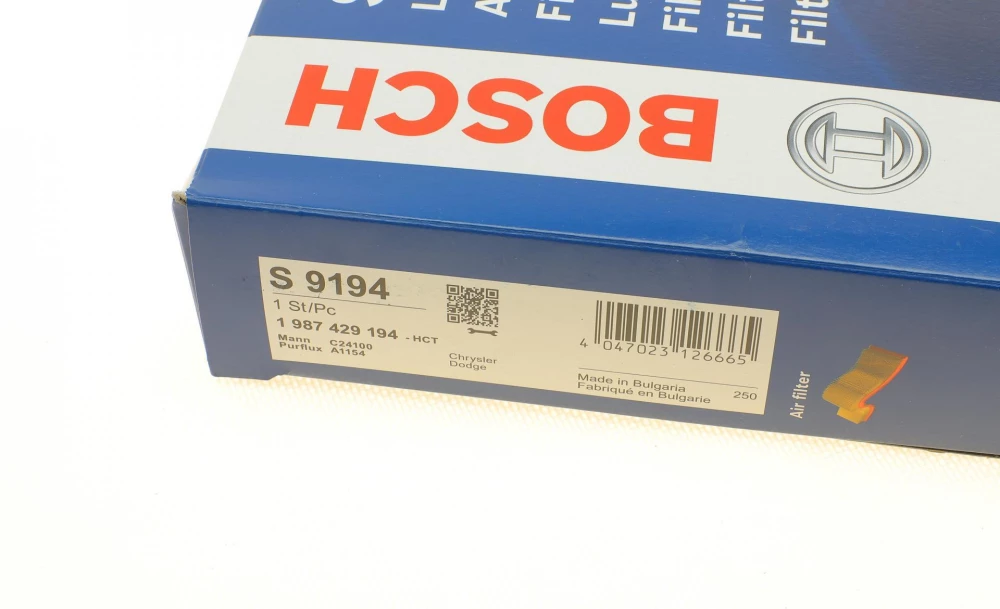 BOSCH
S 9194
1 St/Pc
1 987 429 194 - HCT
Mann C24100
Purflux A1154
Chrysler
Dodge
4 047023 126665
Made in Bulgaria
Fabriqué en Bulgarie 250
Air filter